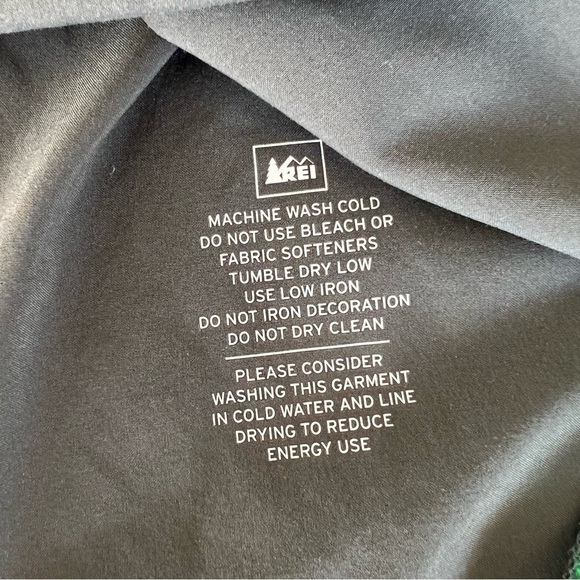 REI
MACHINE WASH COLD
DO NOT USE BLEACH OR
FABRIC SOFTENERS
TUMBLE DRY LOW
USE LOW IRON
DO NOT IRON DECORATION
DO NOT DRY CLEAN
PLEASE CONSIDER
WASHING THIS GARMENT
IN COLD WATER AND LINE
DRYING TO REDUCE
ENERGY USE